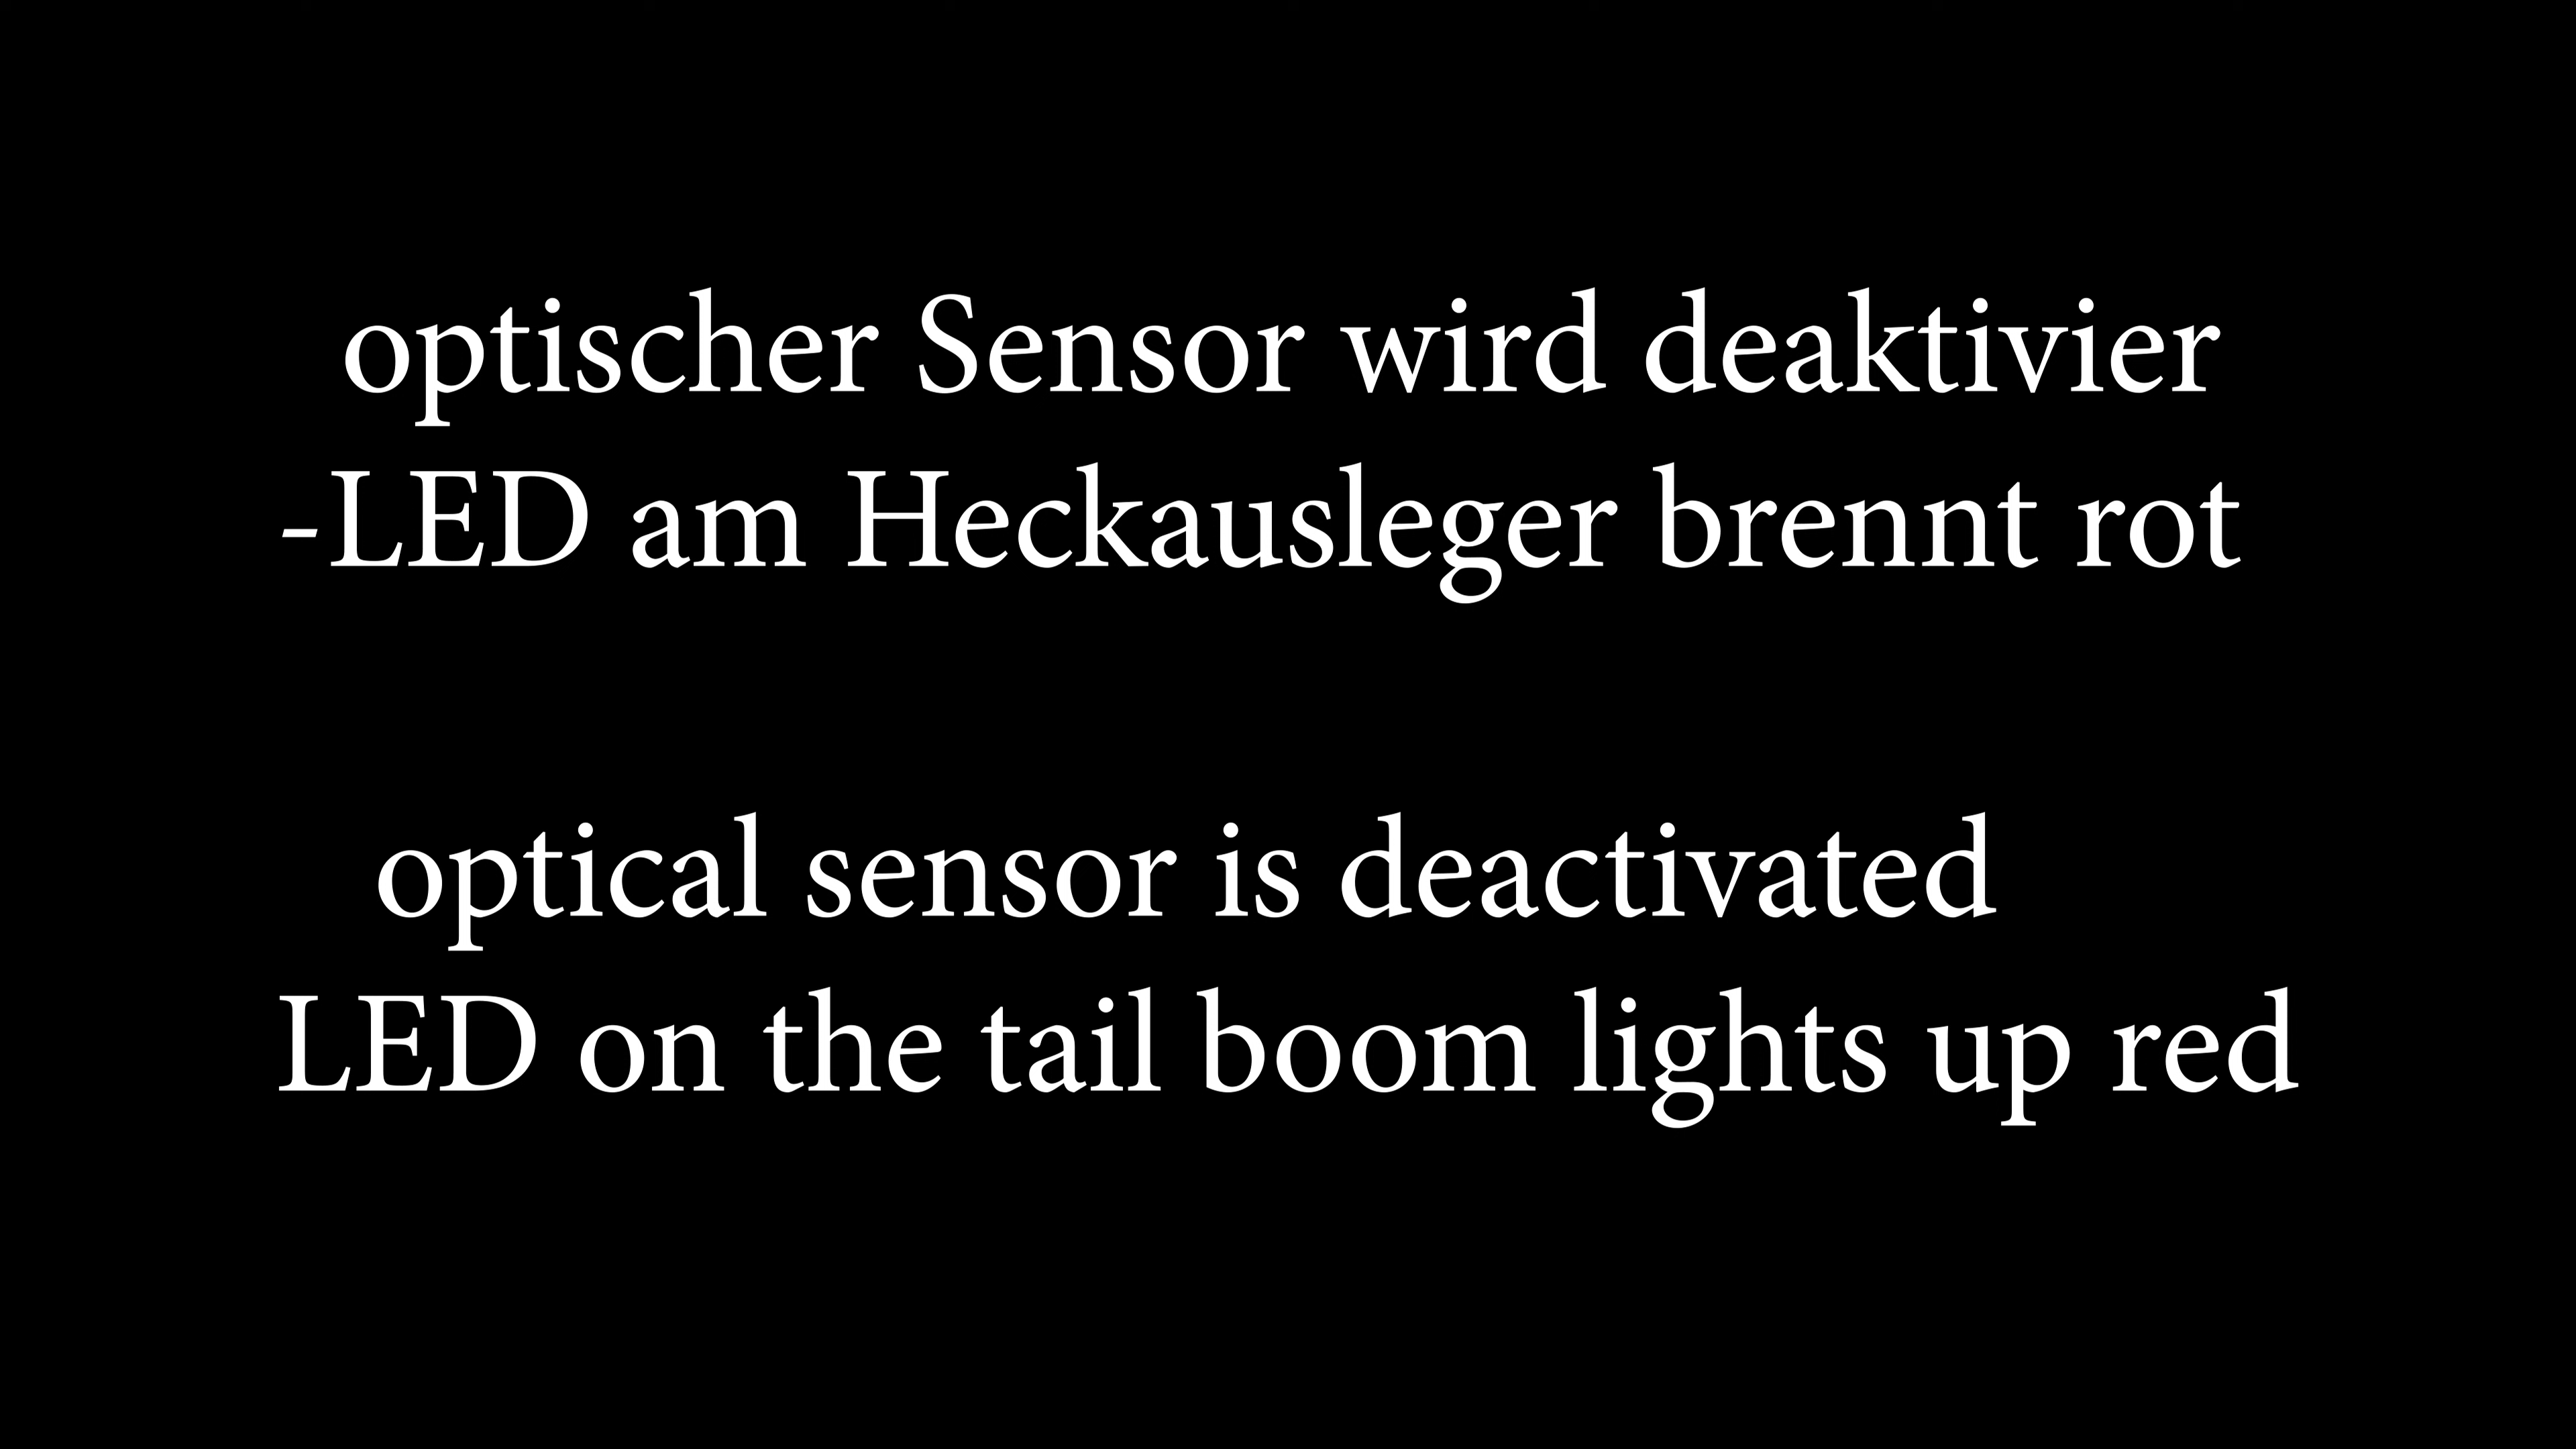 optischer Sensor wird deaktivier
-LED am Heckausleger brennt rot
optical sensor is deactivated
LED on the tail boom lights up red